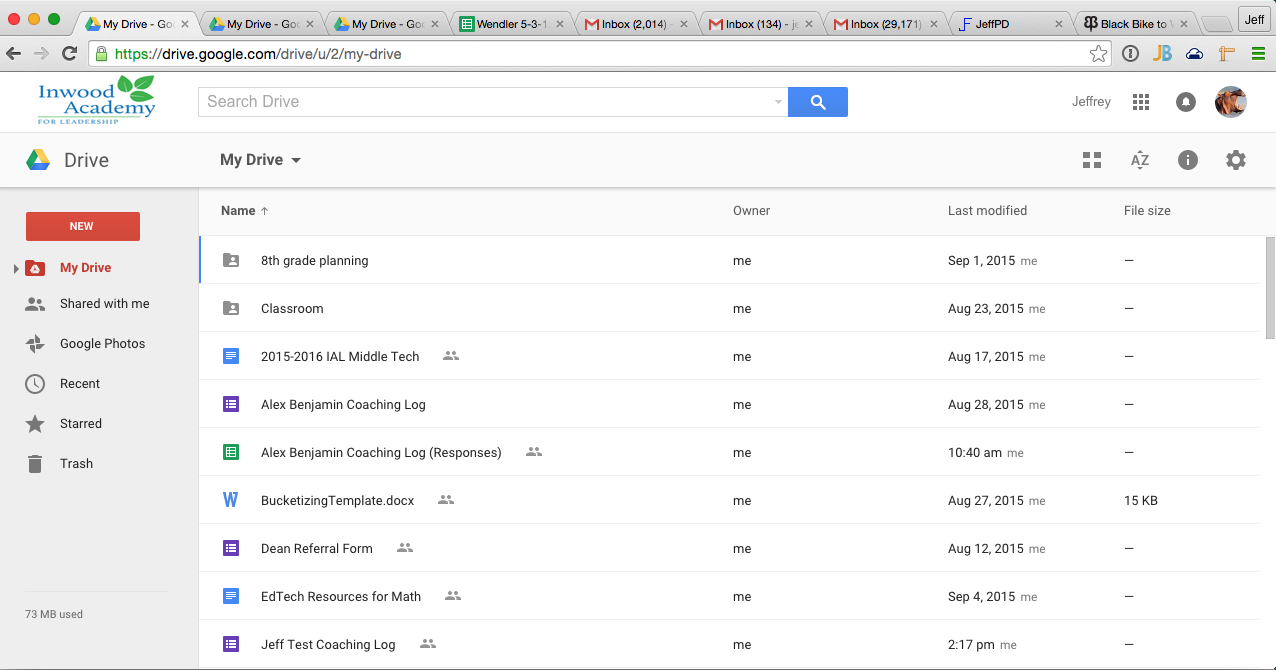 My Drive - Goo
My Drive - Goo
My Drive - Goo
Wendler 5-3-1
Inbox (2,014) -
Inbox (134) - je
Inbox (29,171)
JeffPD
Black Bike to W
Jeff
https://drive.google.com/drive/u/2/my-drive
JB
Inwood
Academy
FOR LEADERSHIP
Search Drive
Jeffrey
Drive
My Drive
AZ
NEW
My Drive
Shared with me
Google Photos
Recent
Starred
Trash
73 MB used
Name Owner Last modified File size
8th grade planning me Sep 1, 2015 me —
Classroom me Aug 23, 2015 me —
2015-2016 IAL Middle Tech me Aug 17, 2015 me —
Alex Benjamin Coaching Log me Aug 28, 2015 me —
Alex Benjamin Coaching Log (Responses) me 10:40 am me —
W BucketizingTemplate.docx me Aug 27, 2015 me 15 KB
Dean Referral Form me Aug 12, 2015 me —
EdTech Resources for Math me Sep 4, 2015 me —
Jeff Test Coaching Log me 2:17 pm me —